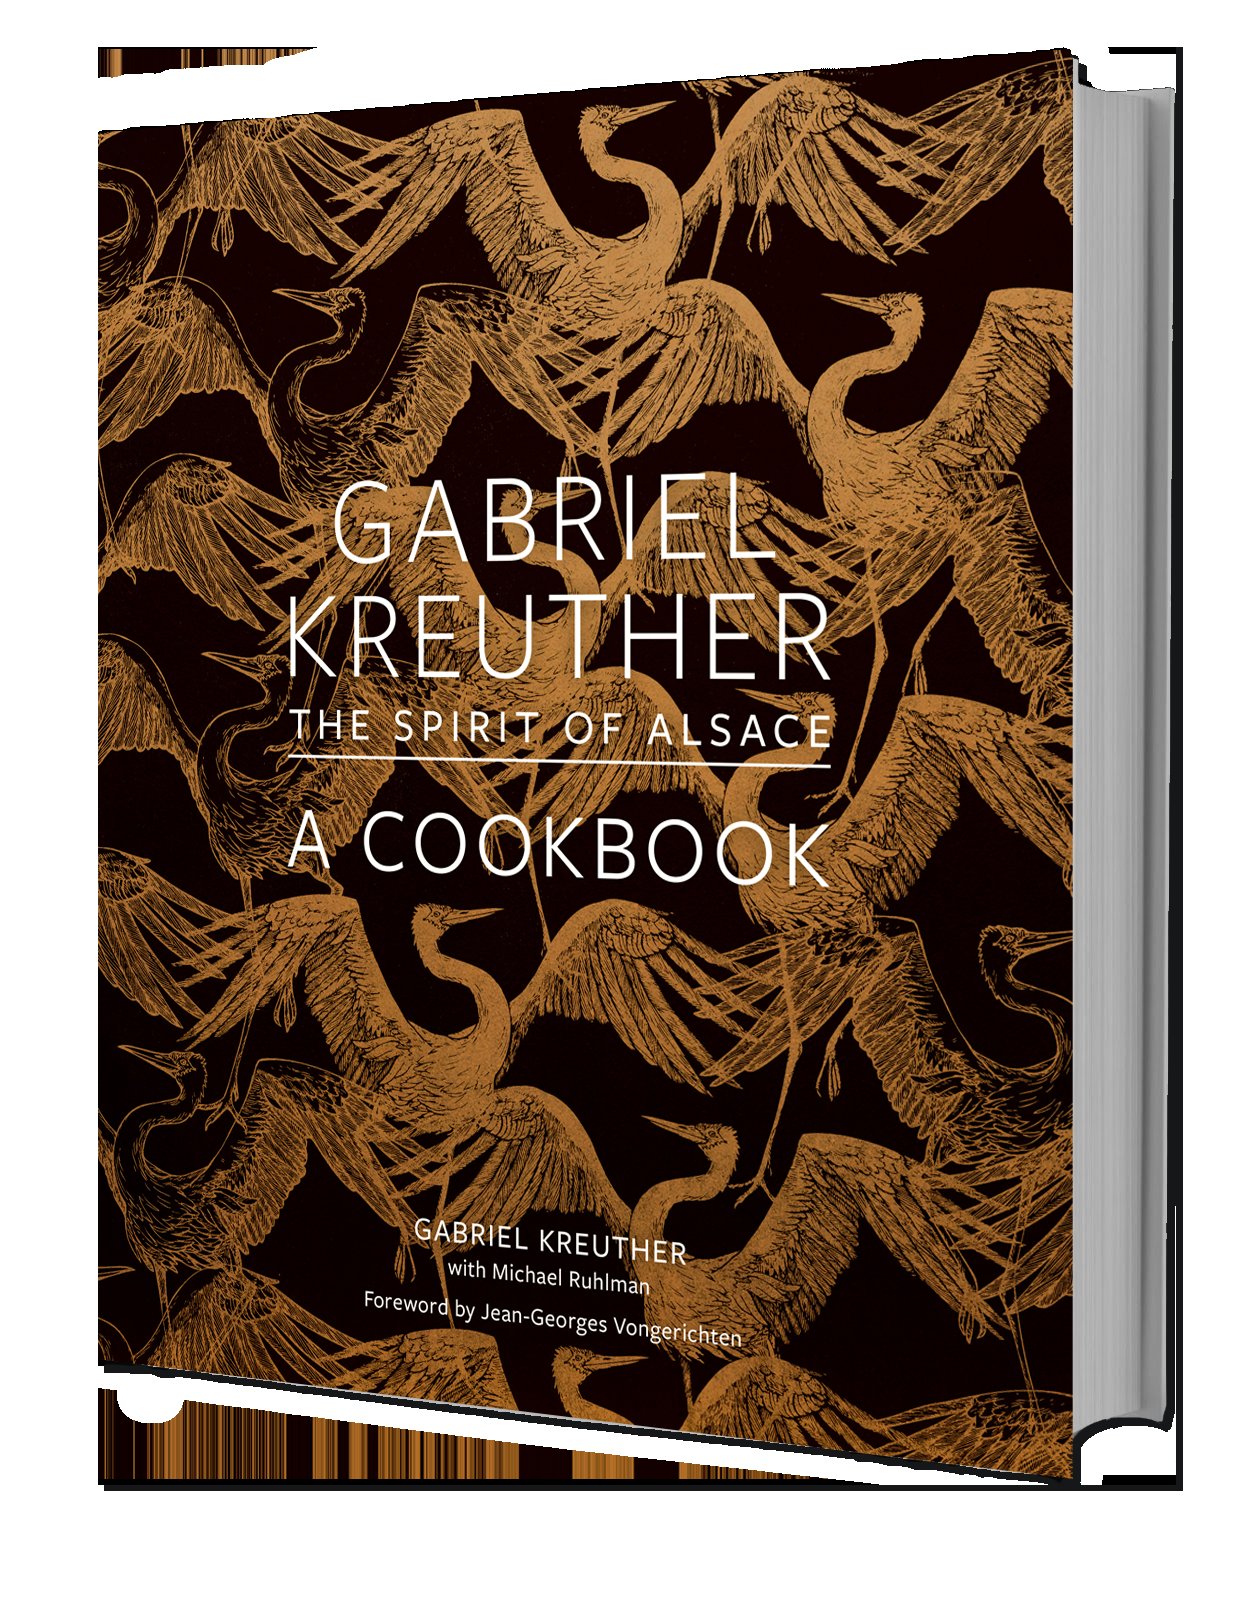 GABRIEL
KREUTHER
THE SPIRIT OF ALSACE
A COOKBOOK
GABRIEL KREUTHER
with Michael Ruhlman
Foreword by Jean-Georges Vongerichten